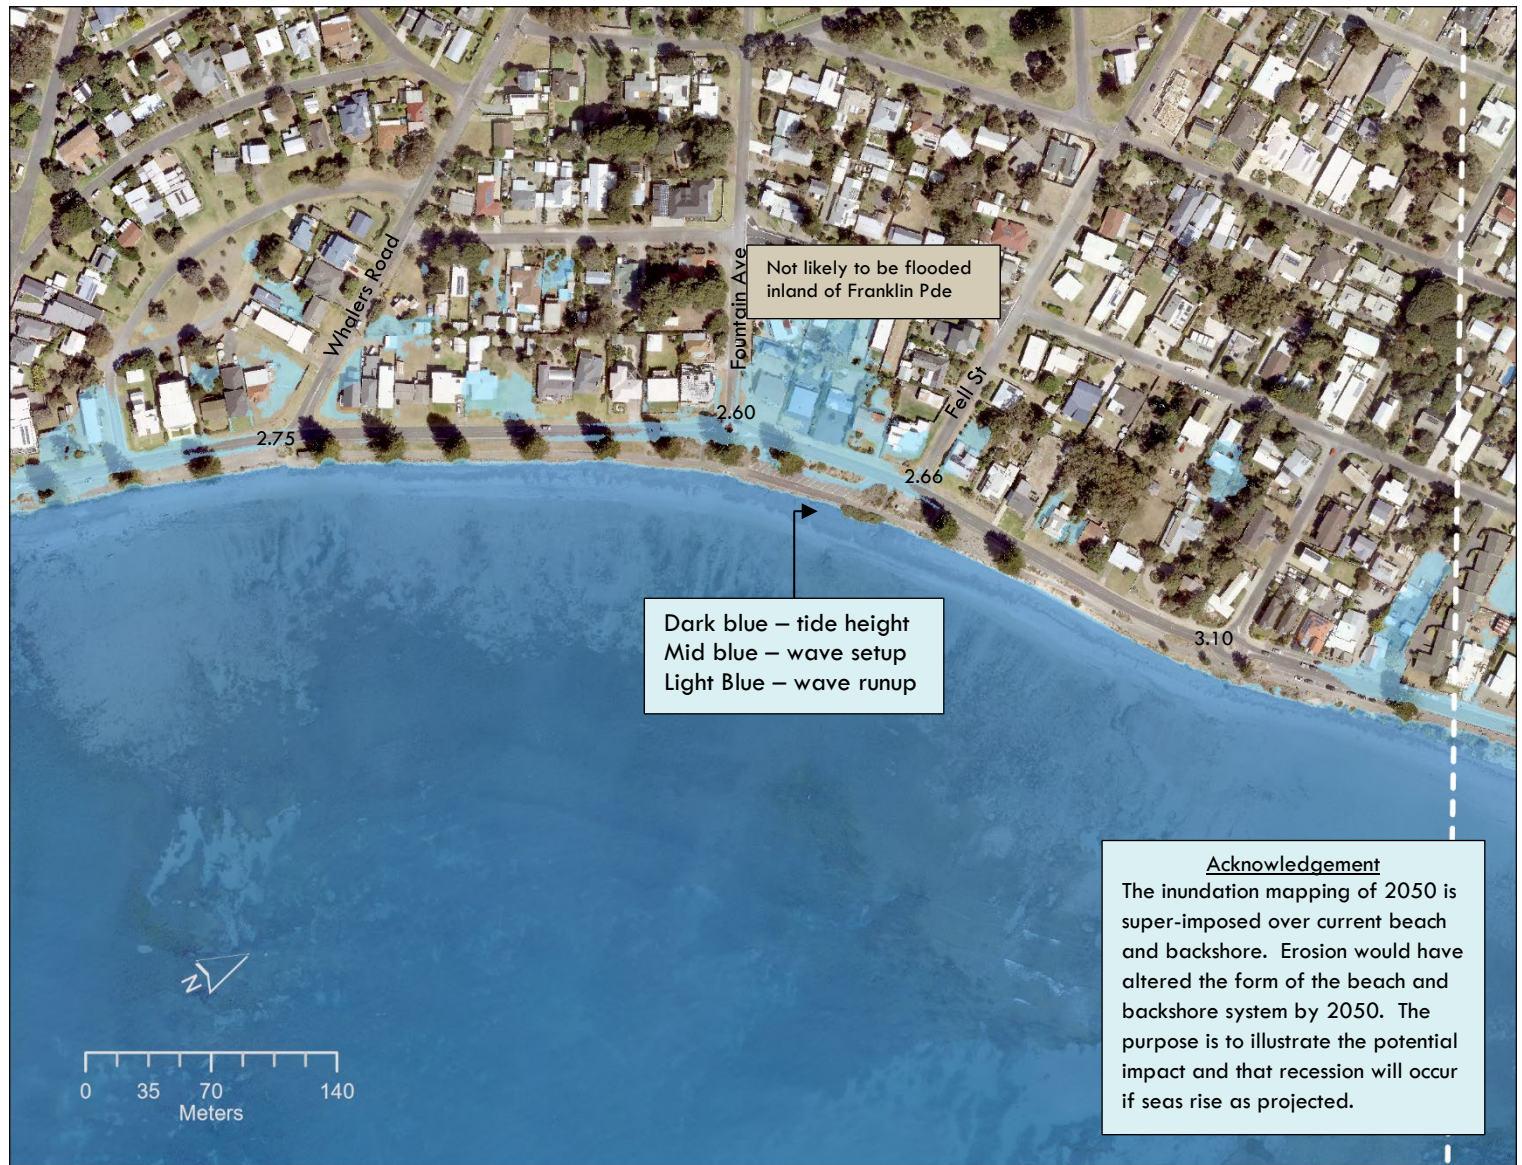 Whalers Road
Fountain Ave
Not likely to be flooded
inland of Franklin Pde
Fell St
2.60
2.75
2.66
Dark blue – tide height
Mid blue – wave setup
Light Blue – wave runup
3.10
Acknowledgement
The inundation mapping of 2050 is
super-imposed over current beach
and backshore. Erosion would have
altered the form of the beach and
backshore system by 2050. The
purpose is to illustrate the potential
impact and that recession will occur
if seas rise as projected.
N
0 35 70 140
Meters